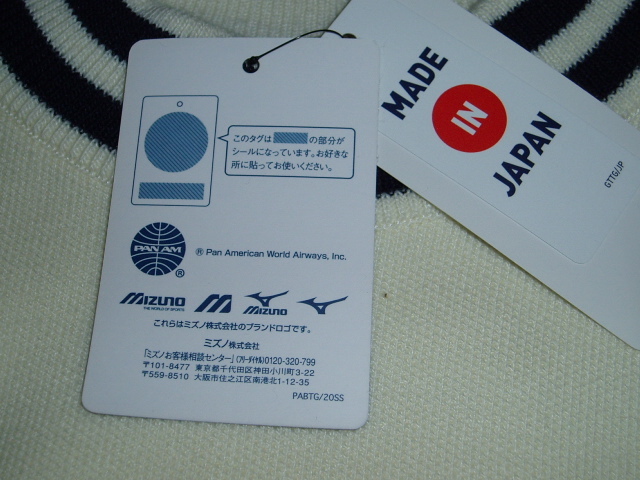 このタグは の部分が
シールになっています。お好きな
所に貼ってお使いください。
PAN AM
®
® Pan American World Airways, Inc.
MIZUNO
THE WORLD OF SPORTS
MIZUNO
これらはミズノ株式会社のブランドロゴです。
ミズノ株式会社
「ミズノお客様相談センター」(フリーダイヤル)0120-320-799
〒101-8477 東京都千代田区神田小川町3-22
〒559-8510 大阪市住之江区南港北1-12-35
PABTG/20SS
MADE
IN
JAPAN
GTTG/JP